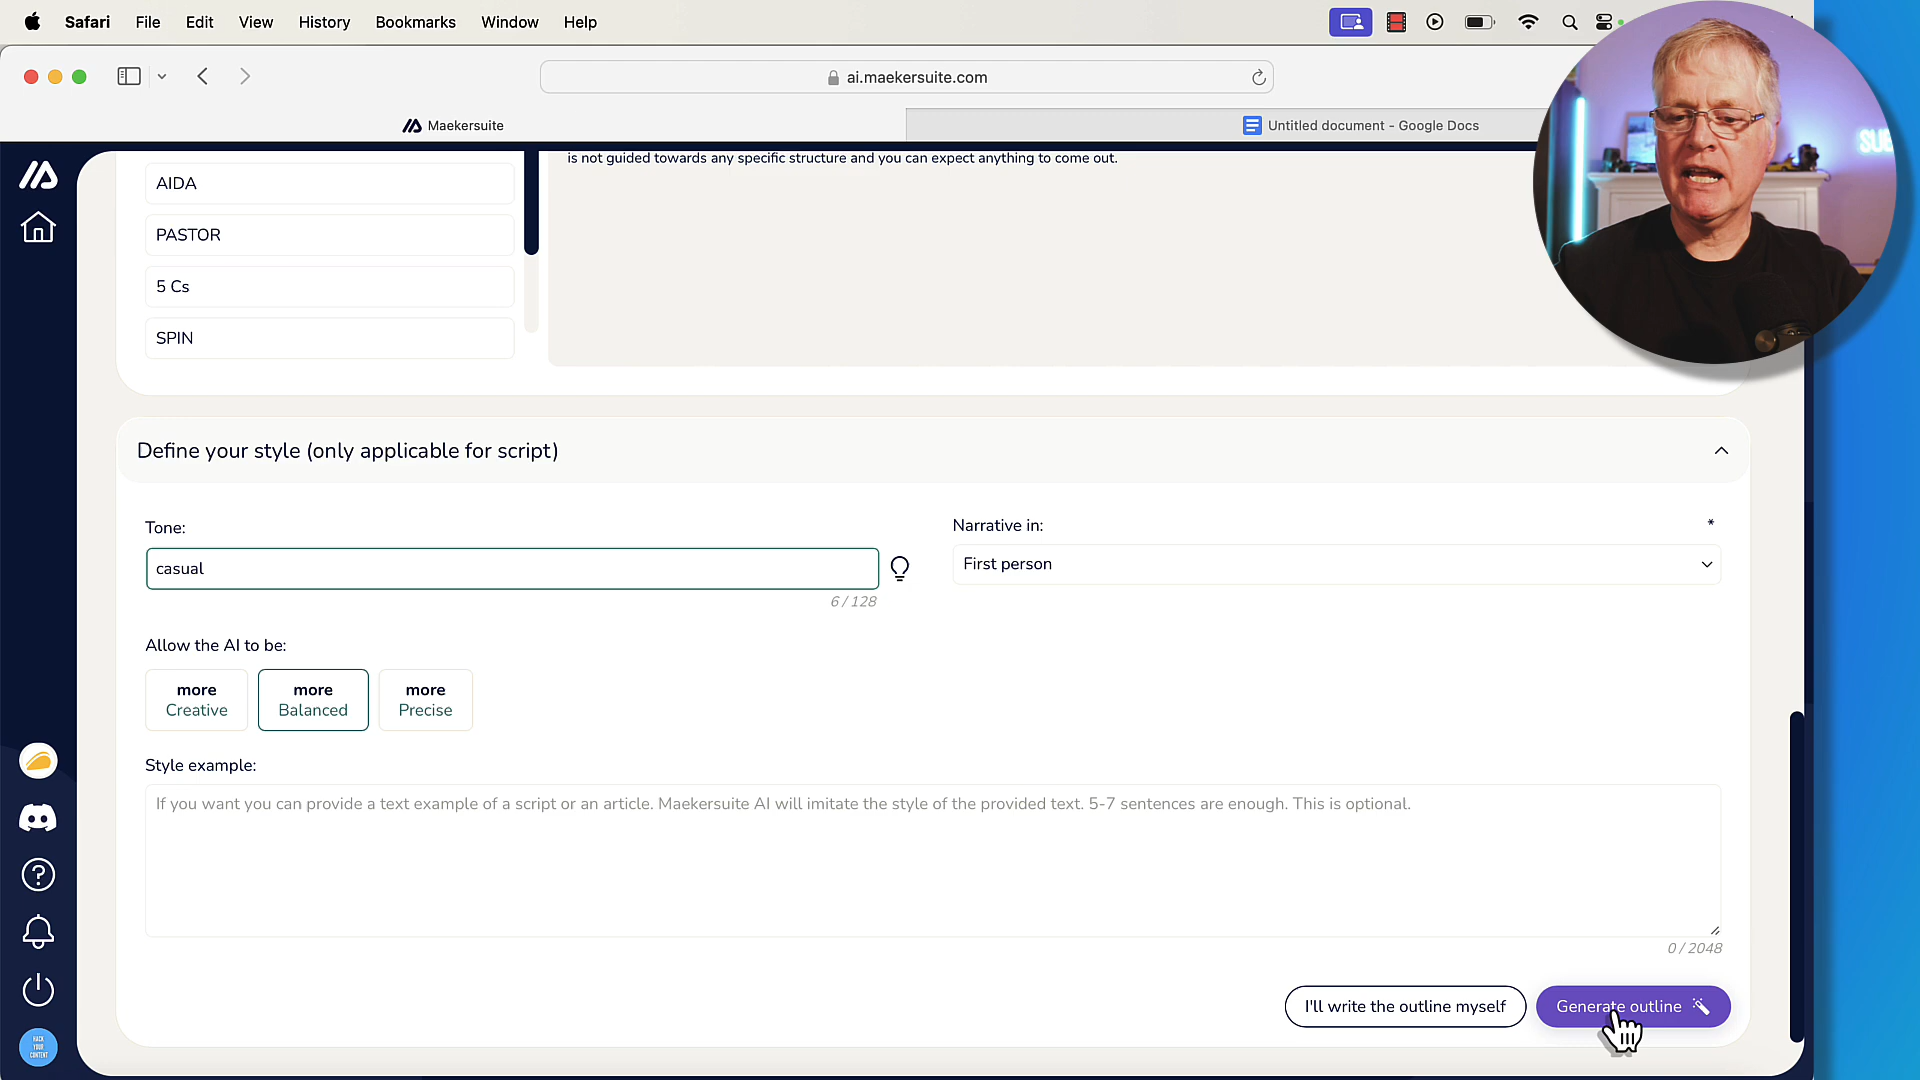 Safari File Edit View History Bookmarks Window Help
ai.maekersuite.com
Maekersuite
Untitled document - Google Docs
is not guided towards any specific structure and you can expect anything to come out.
AIDA
PASTOR
5 Cs
SPIN
Define your style (only applicable for script)
Tone:
Narrative in: *
casual
First person
6 / 128
Allow the AI to be:
more Creative
more Balanced
more Precise
Style example:
If you want you can provide a text example of a script or an article. Maekersuite AI will imitate the style of the provided text. 5-7 sentences are enough. This is optional.
0 / 2048
I'll write the outline myself
Generate outline
HACK
YOUR
CONTENT